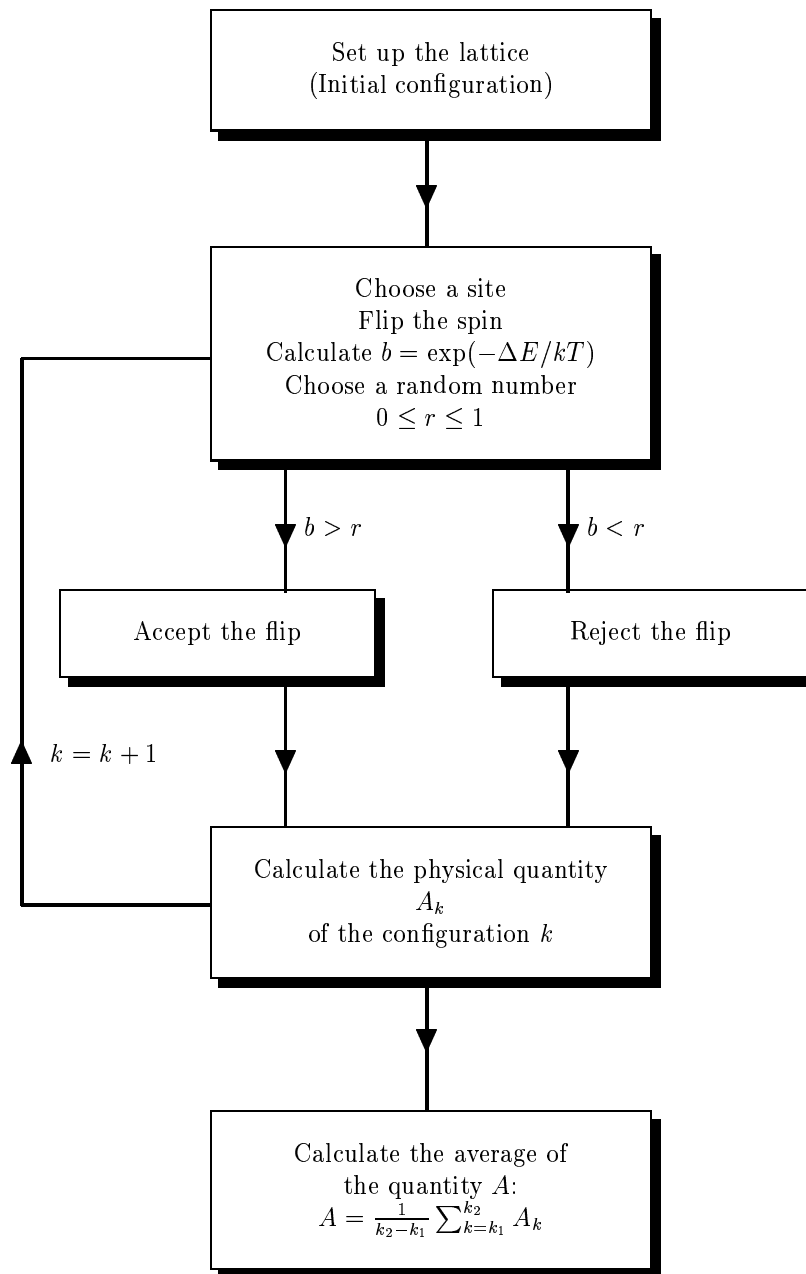 Set up the lattice
(Initial configuration)
Choose a site
Flip the spin
Calculate b = exp(−ΔE/kT)
Choose a random number
0 ≤ r ≤ 1
b > r
b < r
Accept the flip
Reject the flip
k = k + 1
Calculate the physical quantity
A_k
of the configuration k
Calculate the average of
the quantity A:
A = \frac{1}{k_2−k_1} \sum_{k=k_1}^{k_2} A_k